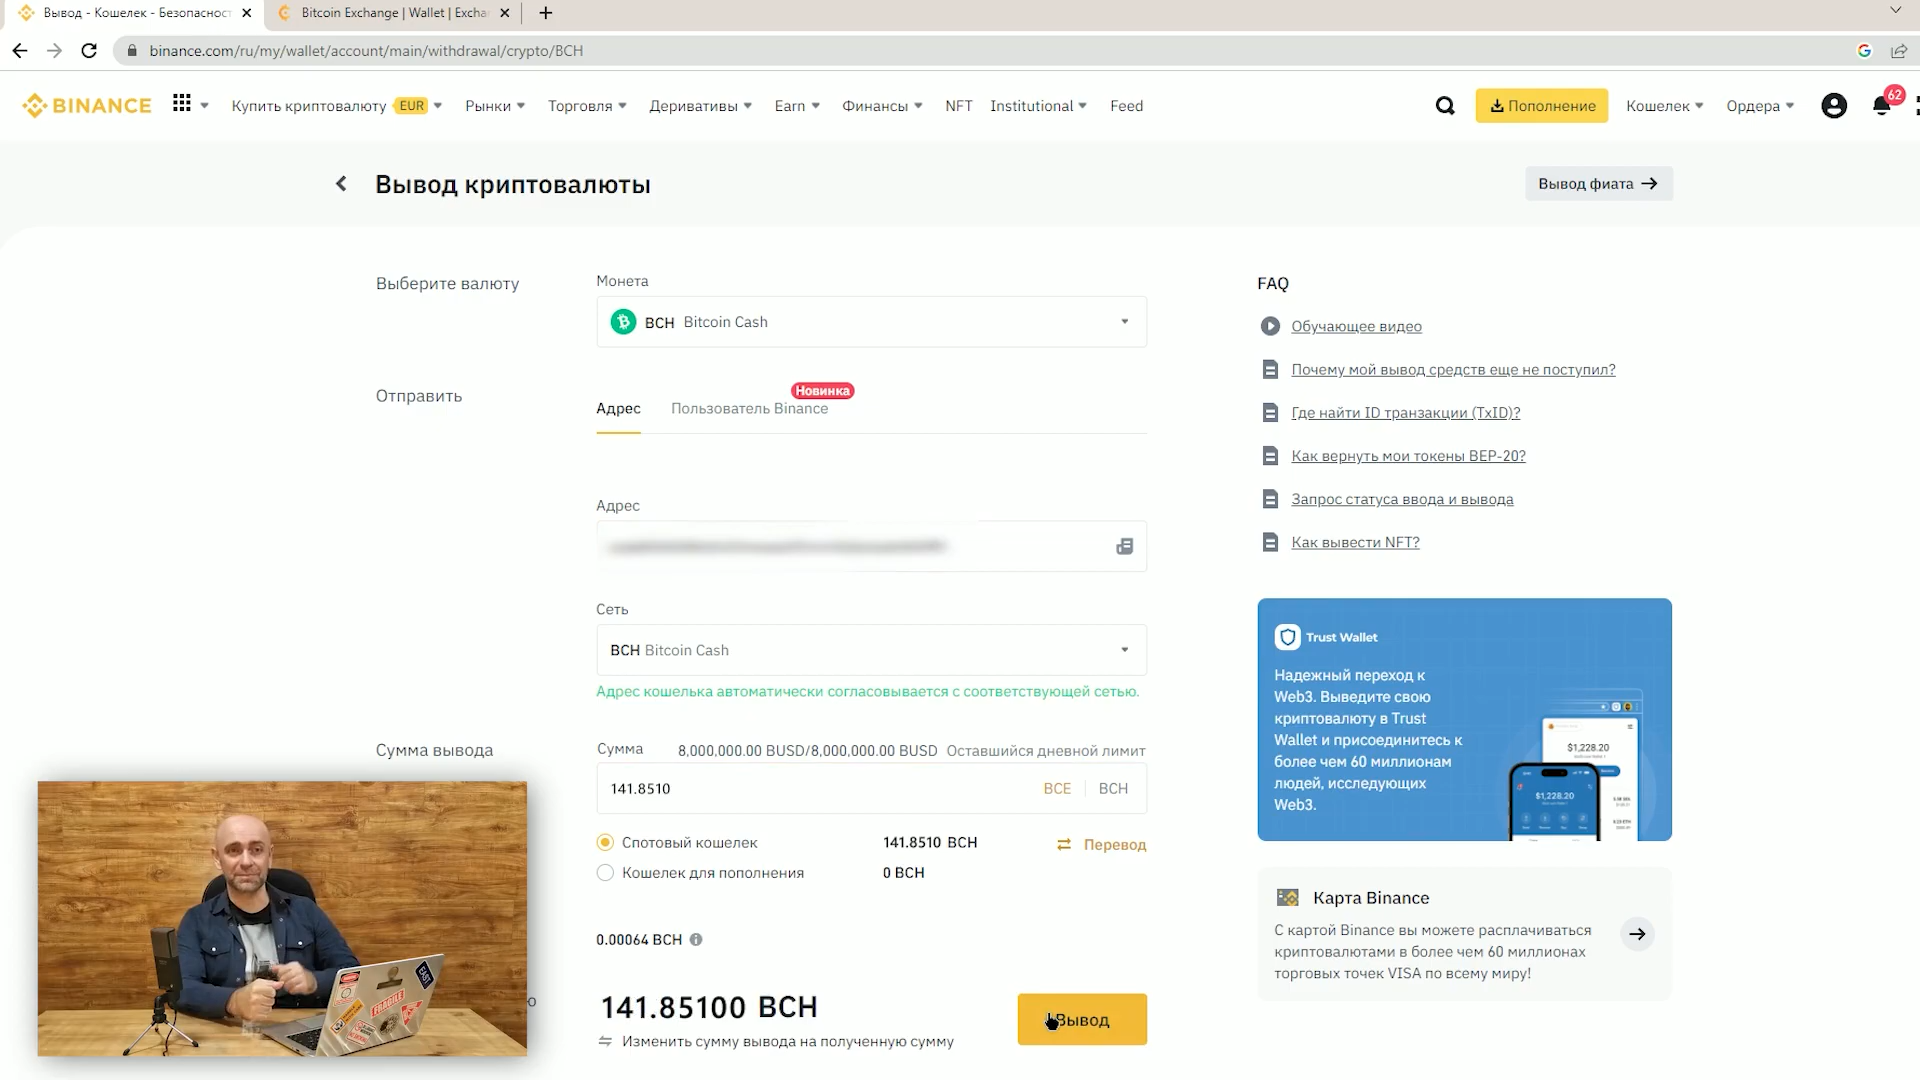 Вывод - Кошелек - Безопасност
Bitcoin Exchange | Wallet | Excha
binance.com/ru/my/wallet/account/main/withdrawal/crypto/BCH
BINANCE
Купить криптовалюту EUR
Рынки
Торговля
Деривативы
Earn
Финансы
NFT
Institutional
Feed
Пополнение
Кошелек
Ордера
62
Вывод криптовалюты
Вывод фиата
Выберите валюту
Монета
BCH Bitcoin Cash
Отправить
Новинка
Адрес
Пользователь Binance
Адрес
Сеть
BCH Bitcoin Cash
Адрес кошелька автоматически согласовывается с соответствующей сетью.
Сумма вывода
Сумма
8,000,000.00 BUSD/8,000,000.00 BUSD Оставшийся дневной лимит
141.8510
ВСЕ
BCH
Спотовый кошелек
141.8510 BCH
Перевод
Кошелек для пополнения
0 BCH
0.00064 BCH
141.85100 BCH
Изменить сумму вывода на полученную сумму
Вывод
FAQ
Обучающее видео
Почему мой вывод средств еще не поступил?
Где найти ID транзакции (TxID)?
Как вернуть мои токены BEP-20?
Запрос статуса ввода и вывода
Как вывести NFT?
Trust Wallet
Надежный переход к
Web3. Выведите свою
криптовалюту в Trust
Wallet и присоединитесь к
более чем 60 миллионам
людей, исследующих
Web3.
$1,228.20
$1,228.20
Карта Binance
С картой Binance вы можете расплачиваться
криптовалютами в более чем 60 миллионах
торговых точек VISA по всему миру!
FRAGILE
EAST